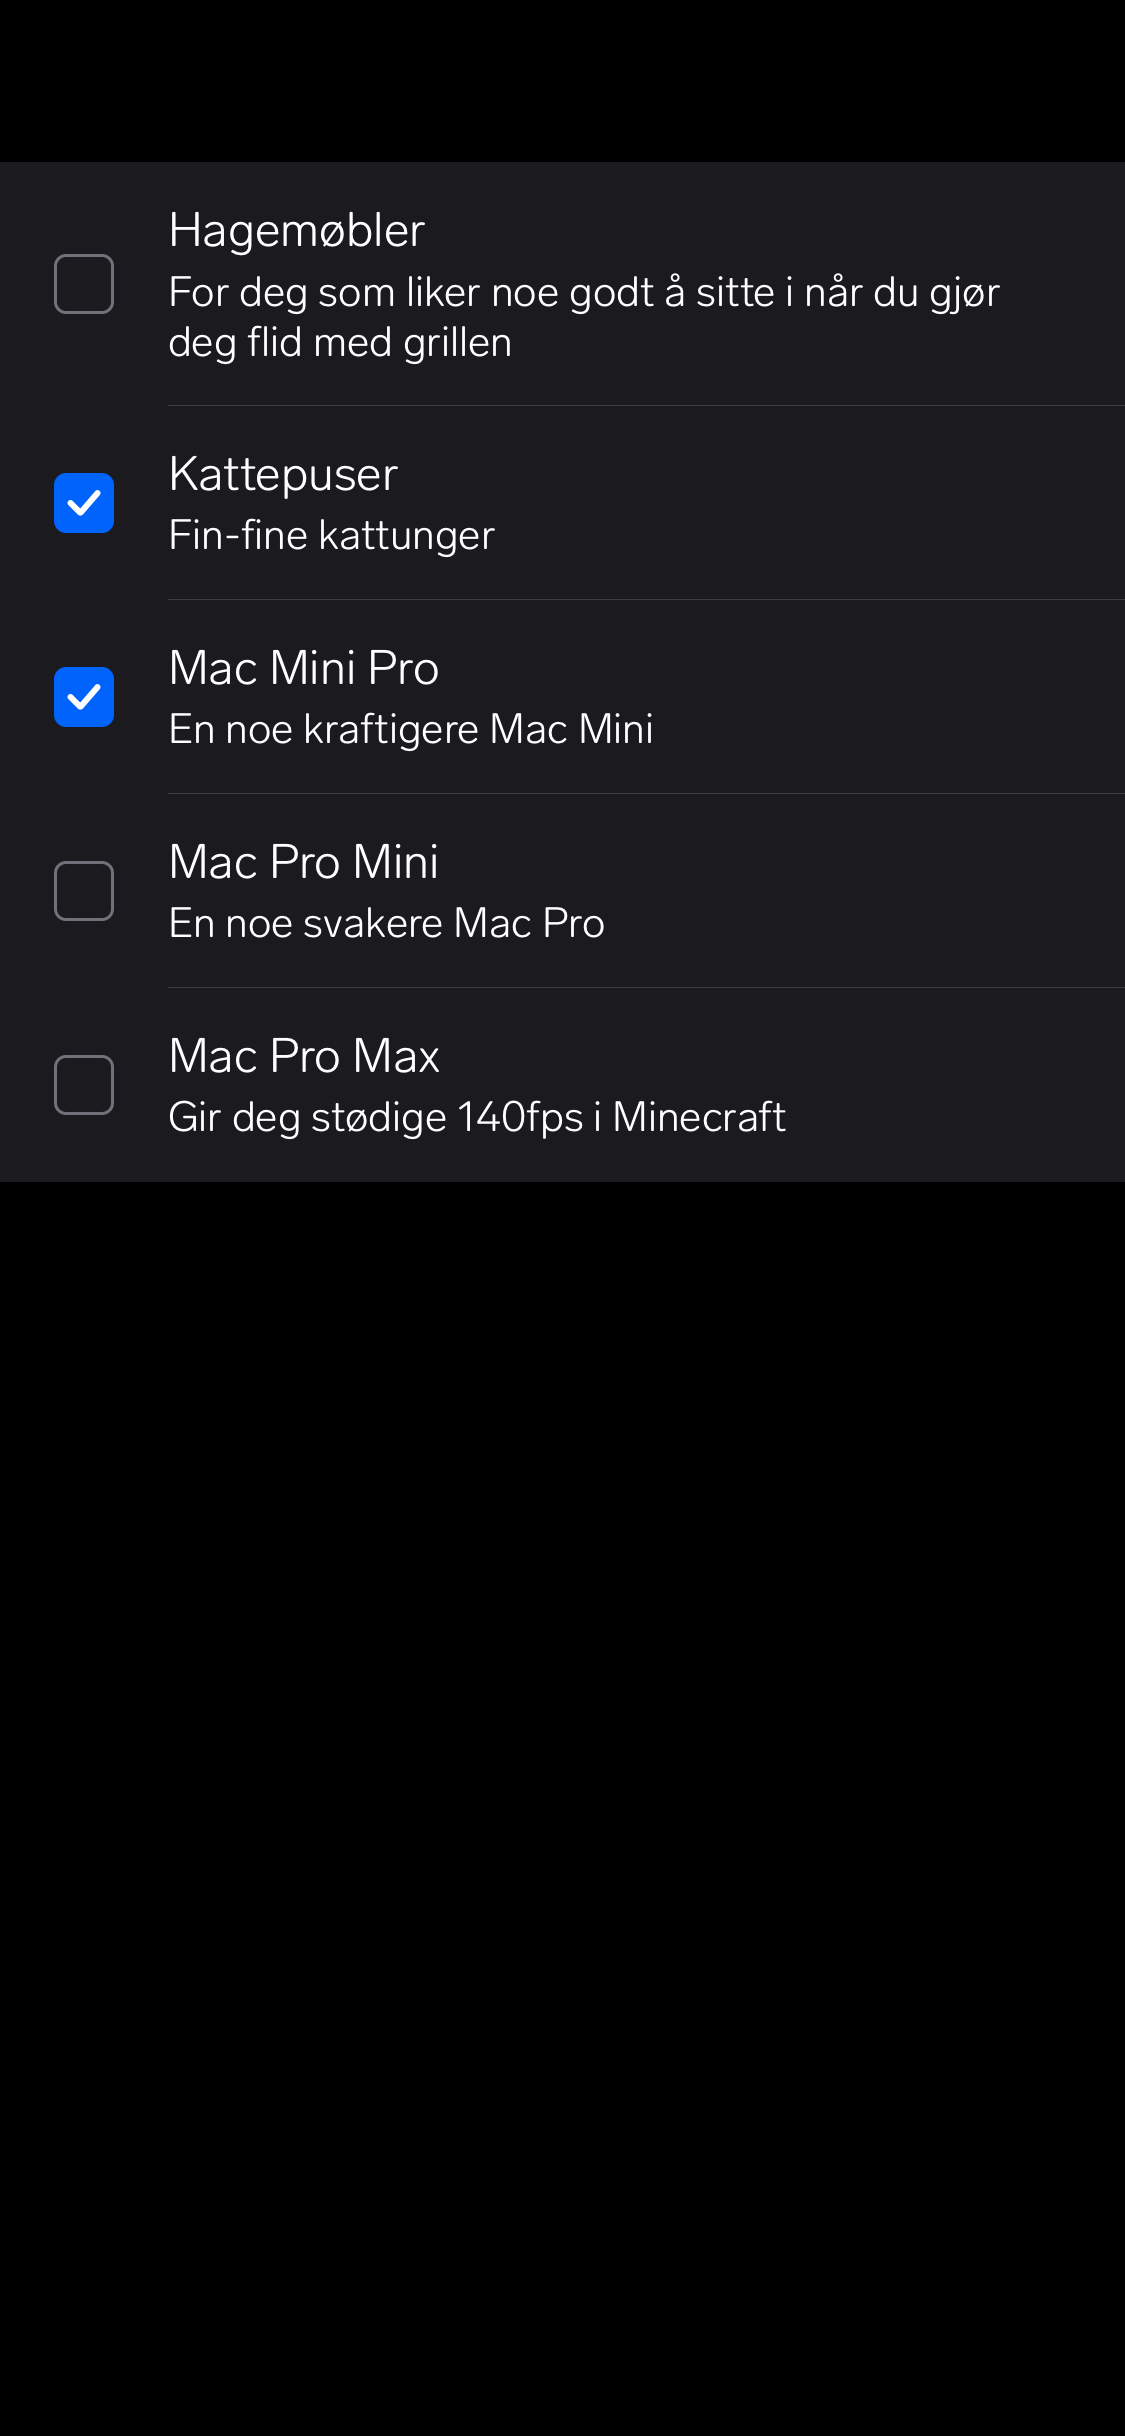 Hagemøbler
For deg som liker noe godt å sitte i når du gjør
deg flid med grillen
Kattepuser
Fin-fine kattunger
Mac Mini Pro
En noe kraftigere Mac Mini
Mac Pro Mini
En noe svakere Mac Pro
Mac Pro Max
Gir deg stødige 140fps i Minecraft